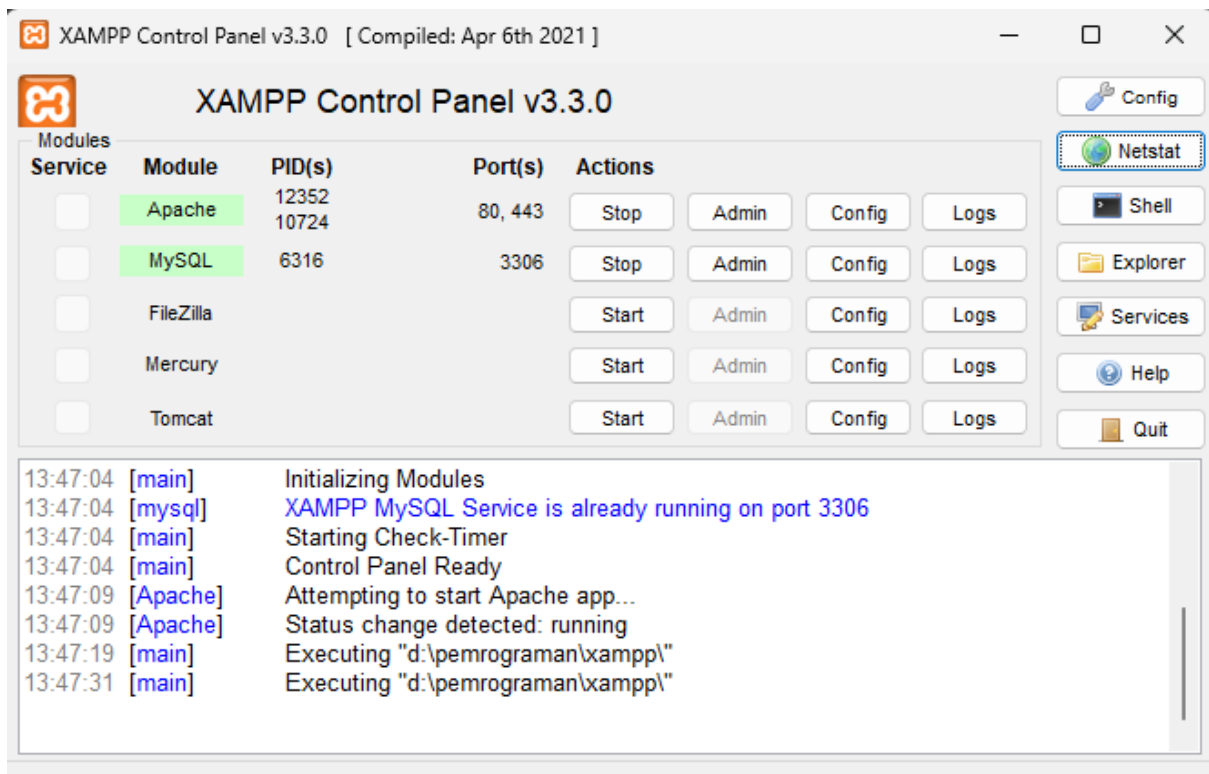 XAMPP Control Panel v3.3.0 [ Compiled: Apr 6th 2021 ]
XAMPP Control Panel v3.3.0
Config
Modules
Netstat
Service Module PID(s) Port(s) Actions
Apache 12352 10724 80, 443 Stop Admin Config Logs
Shell
MySQL 6316 3306 Stop Admin Config Logs
Explorer
FileZilla Start Admin Config Logs
Services
Mercury Start Admin Config Logs
Help
Tomcat Start Admin Config Logs
Quit
13:47:04 [main] Initializing Modules
13:47:04 [mysql] XAMPP MySQL Service is already running on port 3306
13:47:04 [main] Starting Check-Timer
13:47:04 [main] Control Panel Ready
13:47:09 [Apache] Attempting to start Apache app...
13:47:09 [Apache] Status change detected: running
13:47:19 [main] Executing "d:\pemrograman\xampp\"
13:47:31 [main] Executing "d:\pemrograman\xampp\"